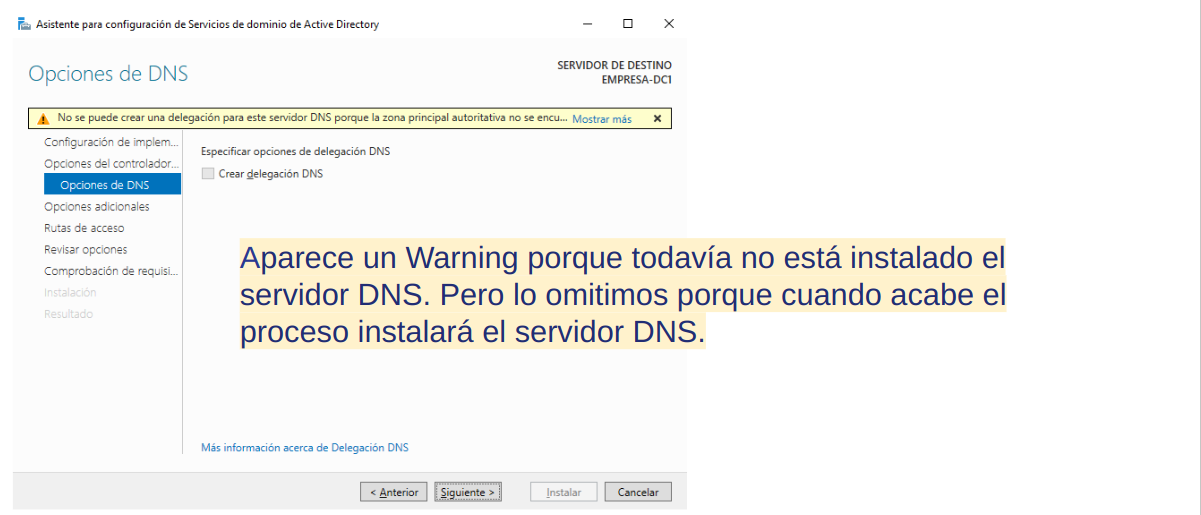 Asistente para configuración de Servicios de dominio de Active Directory
Opciones de DNS
SERVIDOR DE DESTINO
EMPRESA-DC1
No se puede crear una delegación para este servidor DNS porque la zona principal autoritativa no se encu... Mostrar más
Configuración de implem...
Opciones del controlador...
Opciones de DNS
Opciones adicionales
Rutas de acceso
Revisar opciones
Comprobación de requisi...
Instalación
Resultado
Especificar opciones de delegación DNS
Crear delegación DNS
Aparece un Warning porque todavía no está instalado el
servidor DNS. Pero lo omitimos porque cuando acabe el
proceso instalará el servidor DNS.
Más información acerca de Delegación DNS
< Anterior Siguiente > Instalar Cancelar